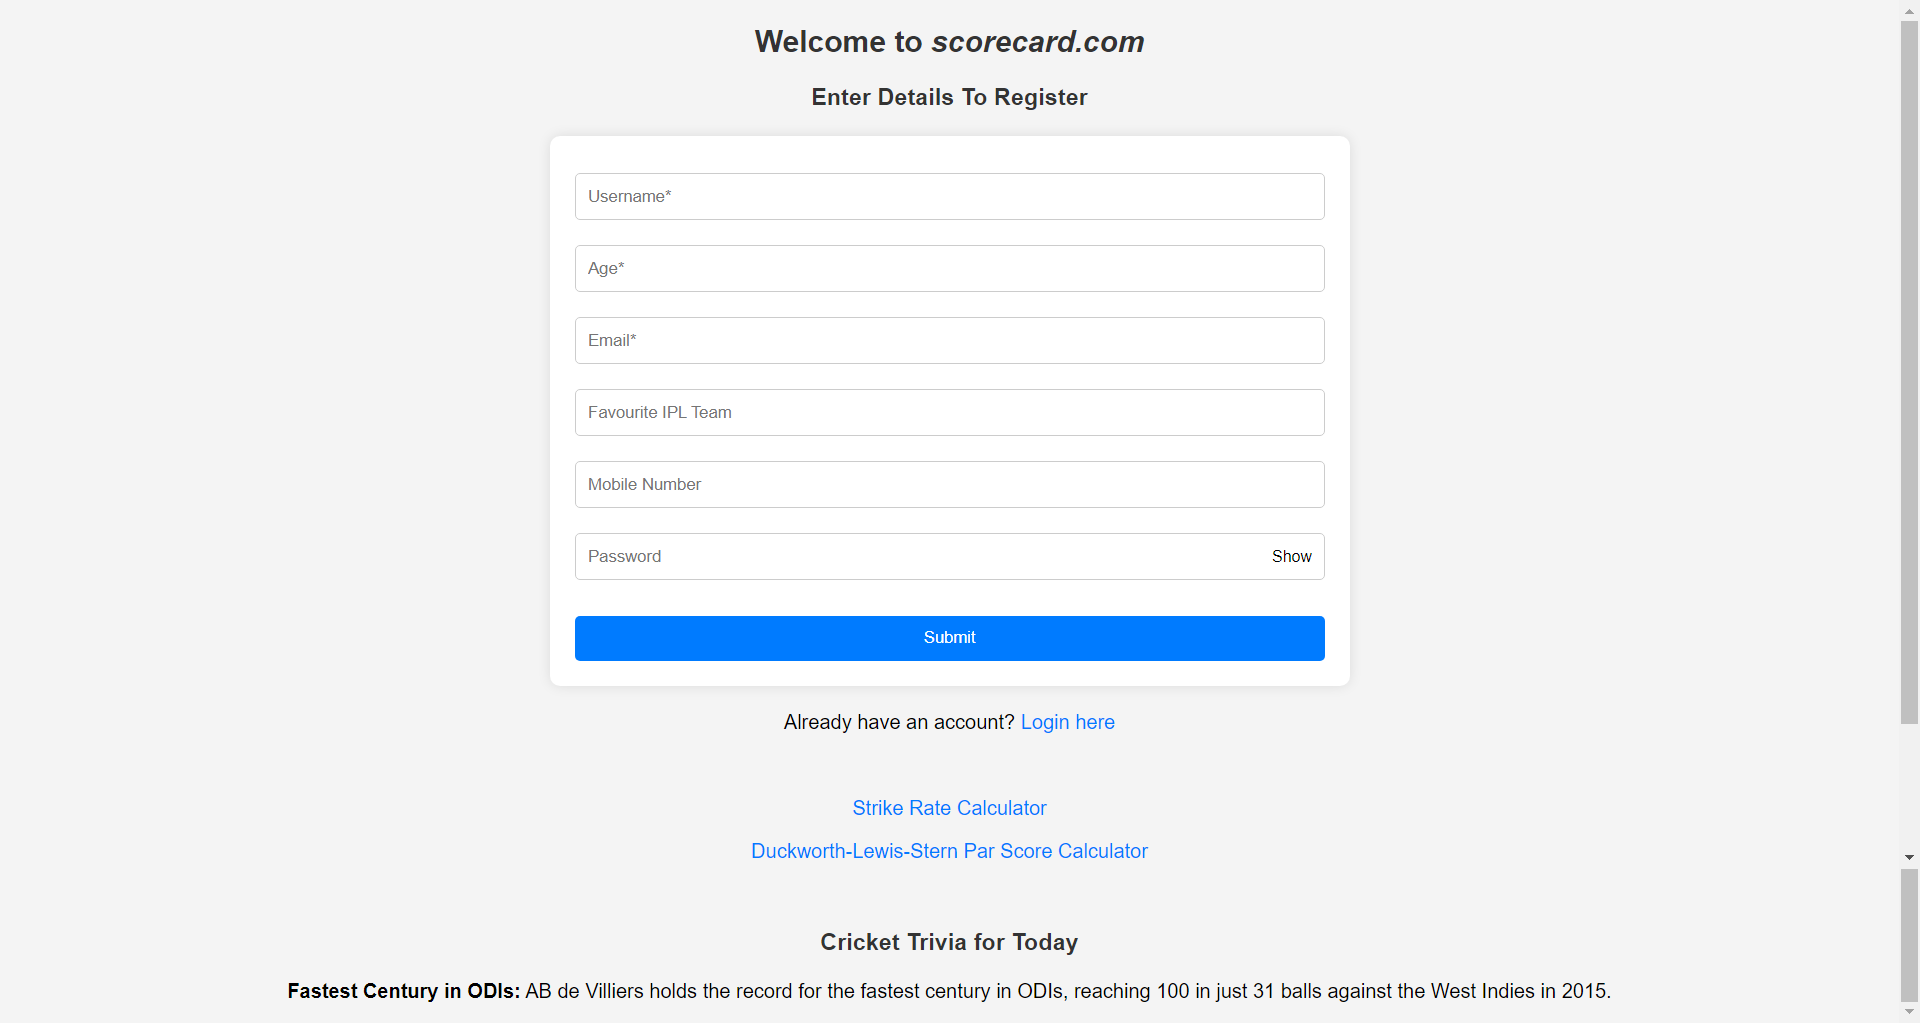 Welcome to scorecard.com
Enter Details To Register
Username*
Age*
Email*
Favourite IPL Team
Mobile Number
Password Show
Submit
Already have an account? Login here
Strike Rate Calculator
Duckworth-Lewis-Stern Par Score Calculator
Cricket Trivia for Today
Fastest Century in ODIs: AB de Villiers holds the record for the fastest century in ODIs, reaching 100 in just 31 balls against the West Indies in 2015.